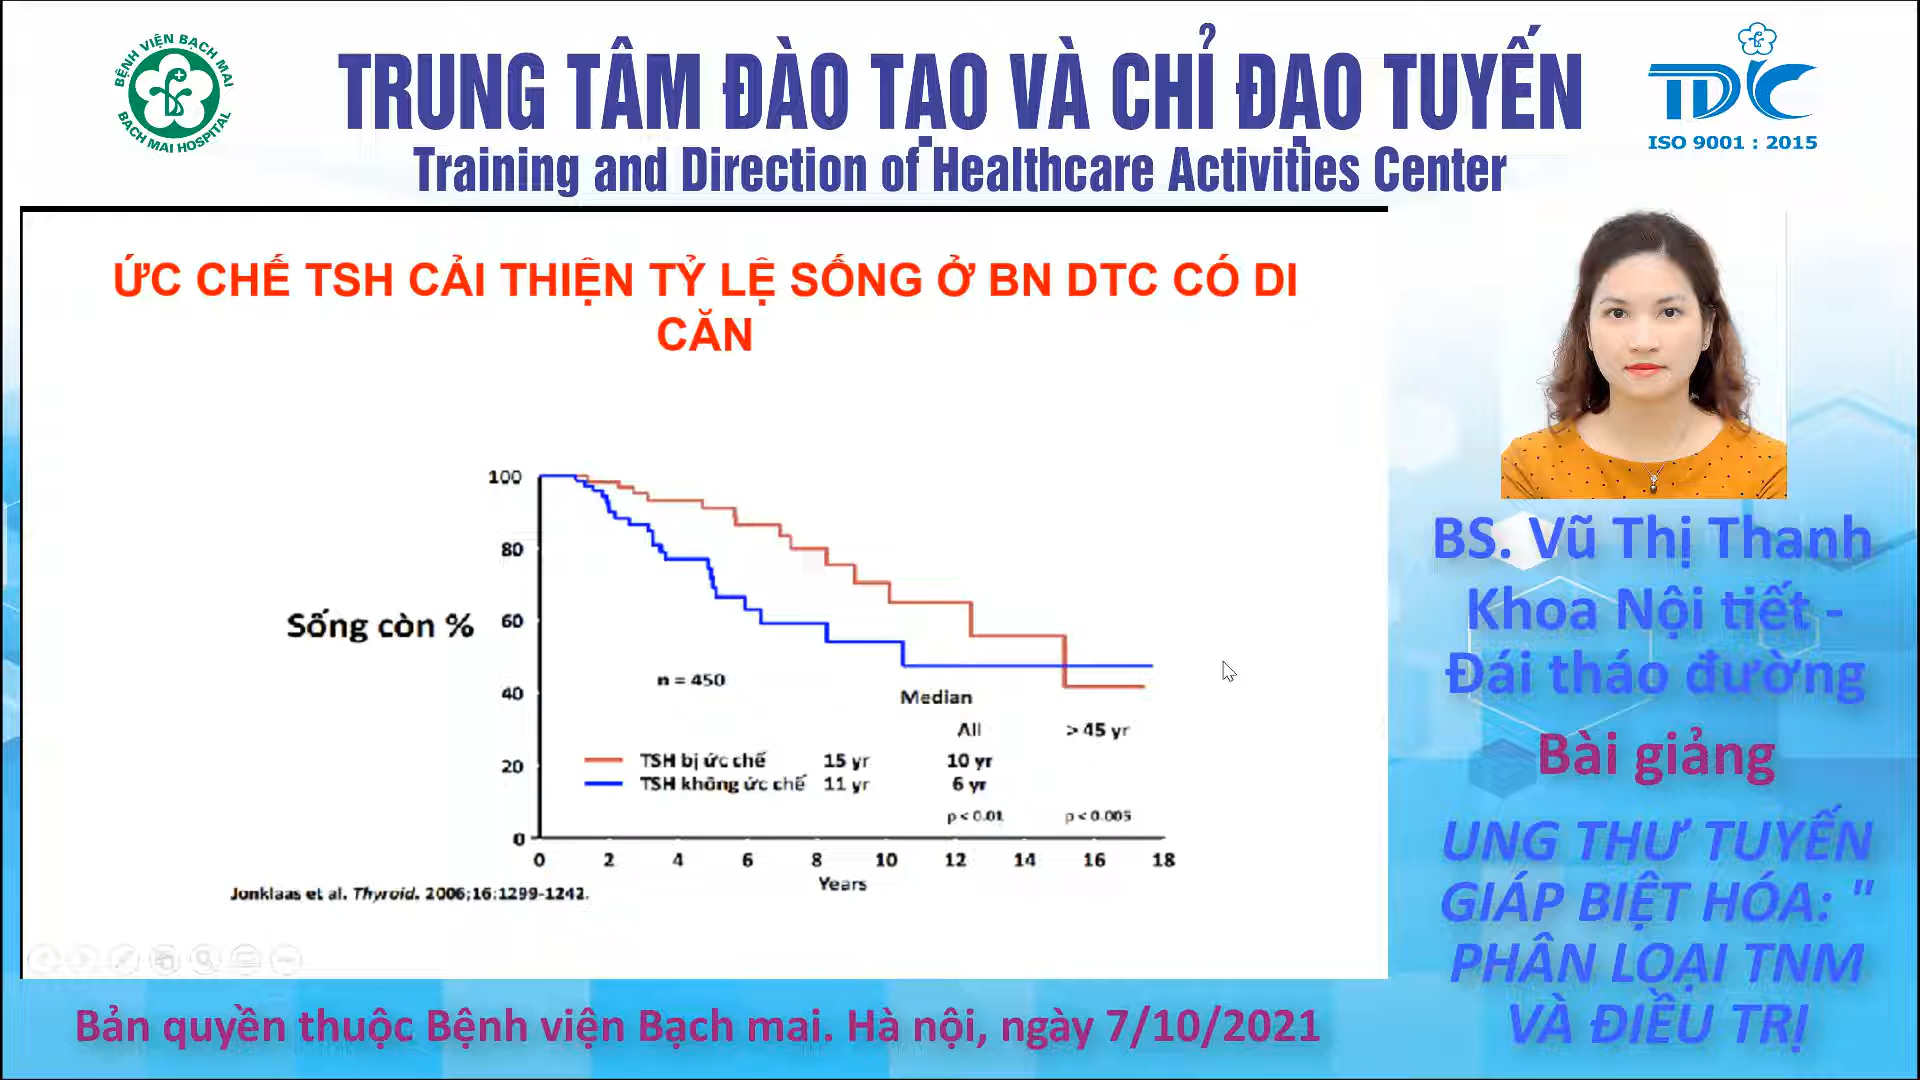 BỆNH VIỆN BẠCH MAI
BACH MAI HOSPITAL
TRUNG TÂM ĐÀO TẠO VÀ CHỈ ĐẠO TUYẾN
Training and Direction of Healthcare Activities Center
TDC
ISO 9001 : 2015
ỨC CHẾ TSH CẢI THIỆN TỶ LỆ SỐNG Ở BN DTC CÓ DI
CĂN
100
80
Sống còn %
60
40
20
0
n = 450
Median
All > 45 yr
TSH bị ức chế 15 yr 10 yr
TSH không ức chế 11 yr 6 yr
p < 0.01 p < 0.005
0 2 4 6 8 10 12 14 16 18
Years
Jonklaas et al. Thyroid. 2006;16:1299-1242.
BS. Vũ Thị Thanh
Khoa Nội tiết -
Đái tháo đường
Bài giảng
UNG THƯ TUYẾN
GIÁP BIỆT HÓA: "
PHÂN LOẠI TNM
VÀ ĐIỀU TRỊ
Bản quyền thuộc Bệnh viện Bạch mai. Hà nội, ngày 7/10/2021